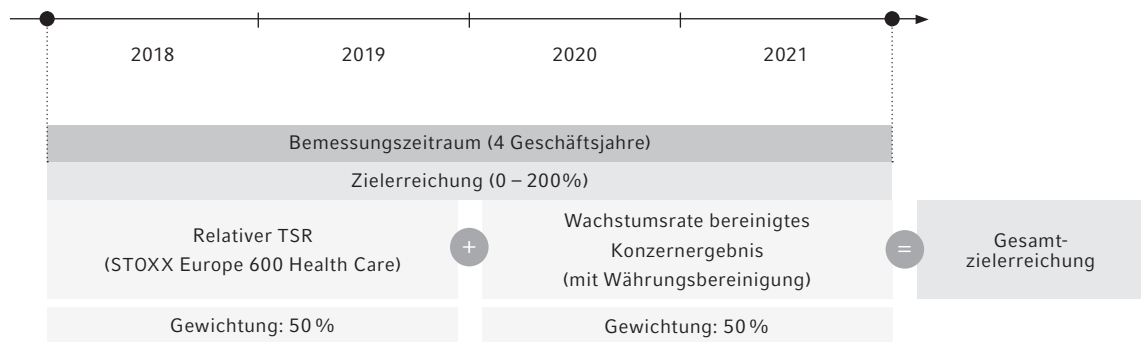 2018
2019
2020
2021
Bemessungszeitraum (4 Geschäftsjahre)
Zielerreichung (0 – 200%)
Relativer TSR
(STOXX Europe 600 Health Care)
+
Wachstumsrate bereinigtes
Konzernergebnis
(mit Währungsbereinigung)
=
Gesamt-
zielerreichung
Gewichtung: 50 %
Gewichtung: 50 %